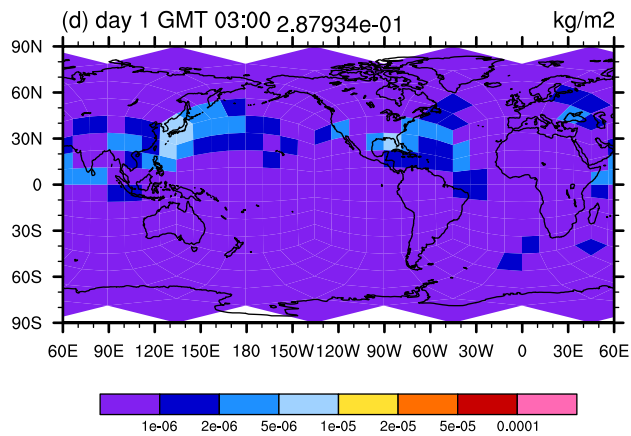 (d) day 1 GMT 03:00 2.87934e-01 kg/m2
90N
60N
30N
0
30S
60S
90S
60E 90E 120E 150E 180 150W 120W 90W 60W 30W 0 30E 60E
1e-06 2e-06 5e-06 1e-05 2e-05 5e-05 0.0001